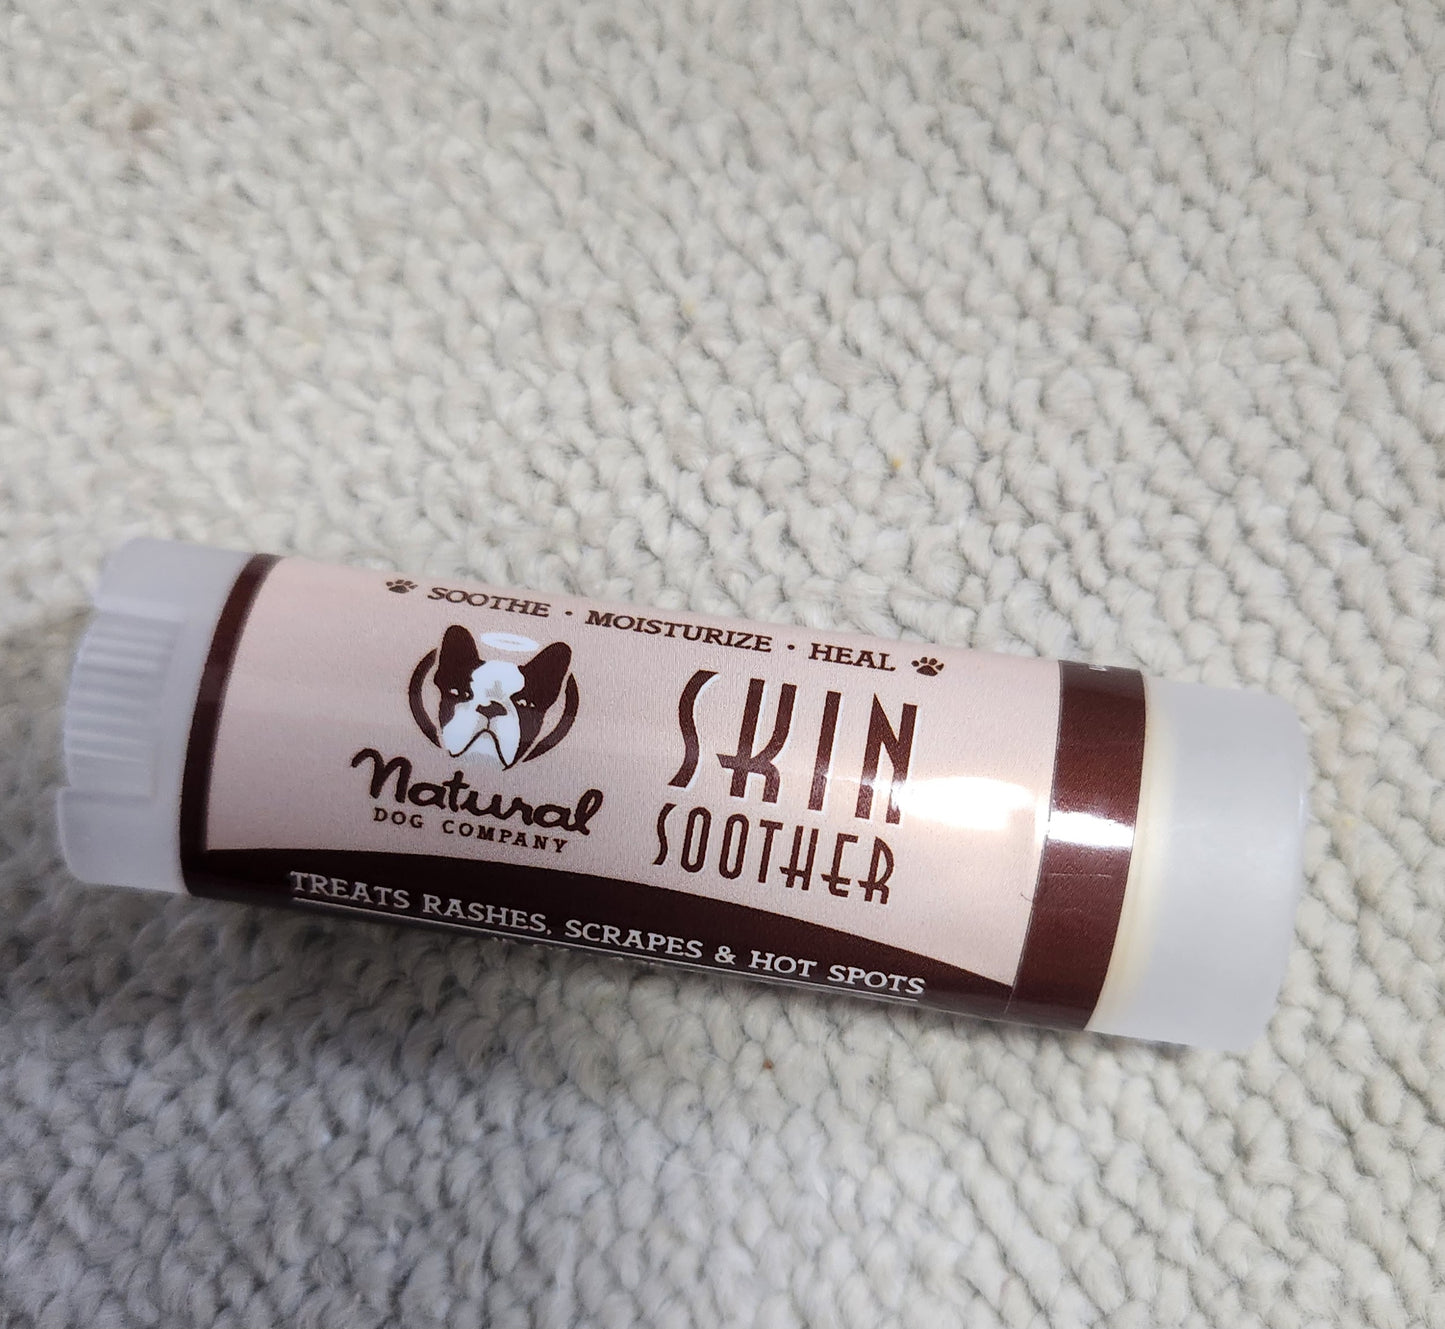 SOOTHE · MOISTURIZE · HEAL
Natural
DOG COMPANY
SKIN
SOOTHER
TREATS RASHES, SCRAPES & HOT SPOTS